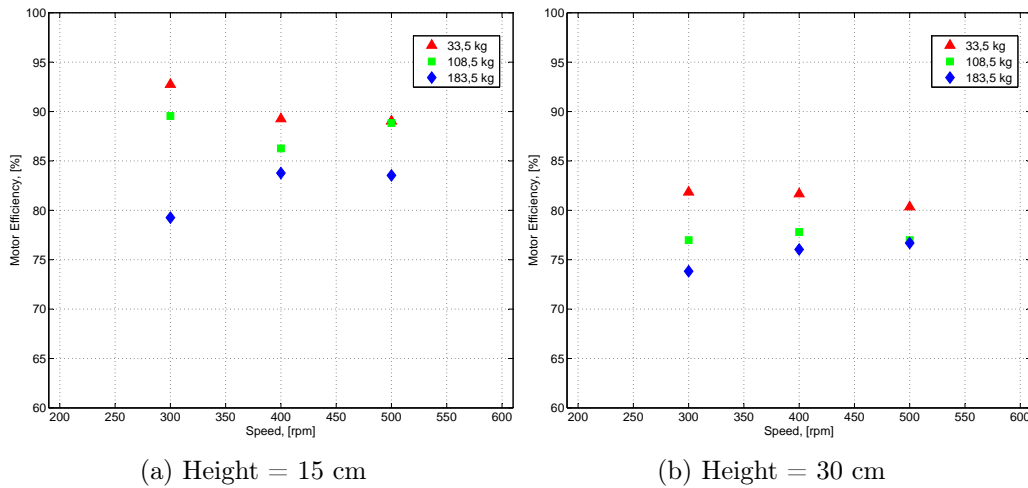 100
95
90
85
80
75
70
65
60
Motor Efficiency, [%]
33,5 kg
108,5 kg
183,5 kg
200 250 300 350 400 450 500 550 600
Speed, [rpm]
(a) Height = 15 cm
100
95
90
85
80
75
70
65
60
Motor Efficiency, [%]
33,5 kg
108,5 kg
183,5 kg
200 250 300 350 400 450 500 550 600
Speed, [rpm]
(b) Height = 30 cm